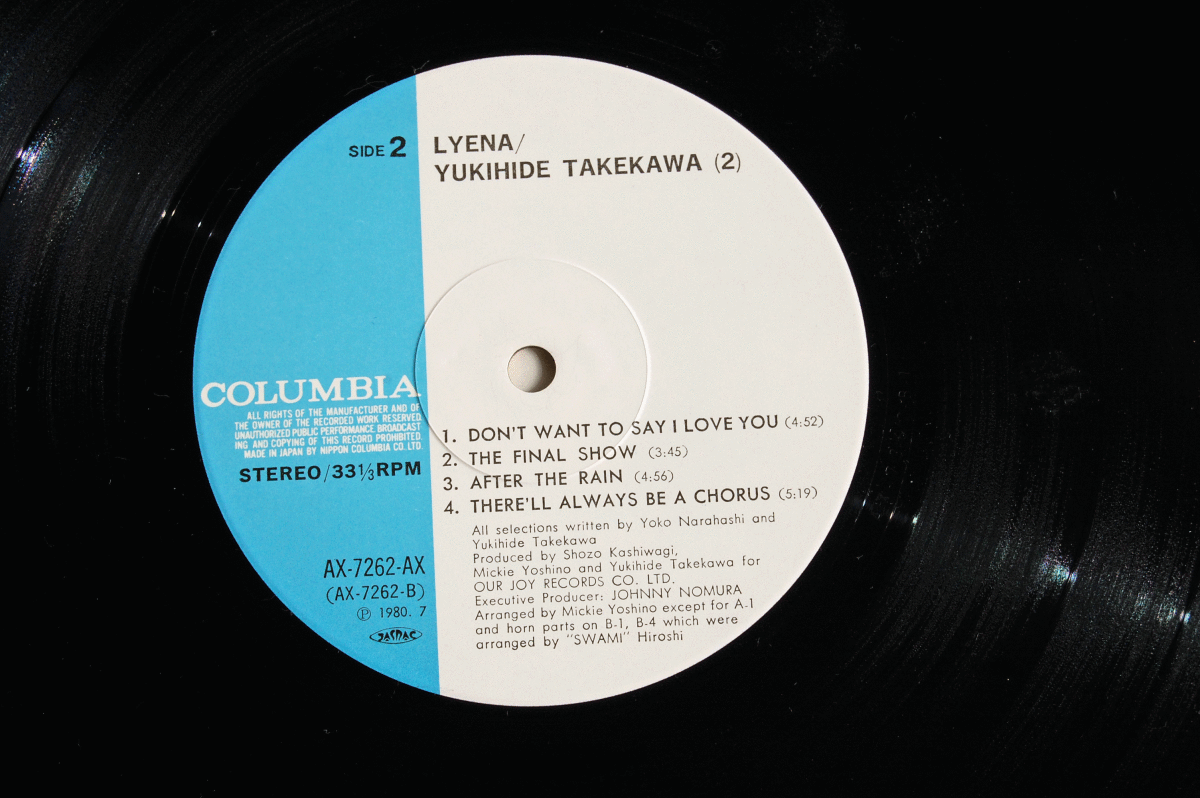 SIDE 2
LYENA/
YUKIHIDE TAKEKAWA (2)
COLUMBIA
ALL RIGHTS OF THE MANUFACTURER AND OF
THE OWNER OF THE RECORDED WORK RESERVED
UNAUTHORIZED PUBLIC PERFORMANCE BROADCAST
ING AND COPYING OF THIS RECORD PROHIBITED.
MADE IN JAPAN BY NIPPON COLUMBIA CO. LTD.
STEREO/33⅓RPM
AX-7262-AX
(AX-7262-B)
Ⓟ 1980. 7
JASRAC
1. DON'T WANT TO SAY I LOVE YOU (4:52)
2. THE FINAL SHOW (3:45)
3. AFTER THE RAIN (4:56)
4. THERE'LL ALWAYS BE A CHORUS (5:19)
All selections written by Yoko Narahashi and
Yukihide Takekawa
Produced by Shozo Kashiwagi,
Mickie Yoshino and Yukihide Takekawa for
OUR JOY RECORDS CO. LTD.
Executive Producer: JOHNNY NOMURA
Arranged by Mickie Yoshino except for A.1
and horn parts on B-1, B-4 which were
arranged by "SWAMI" Hiroshi